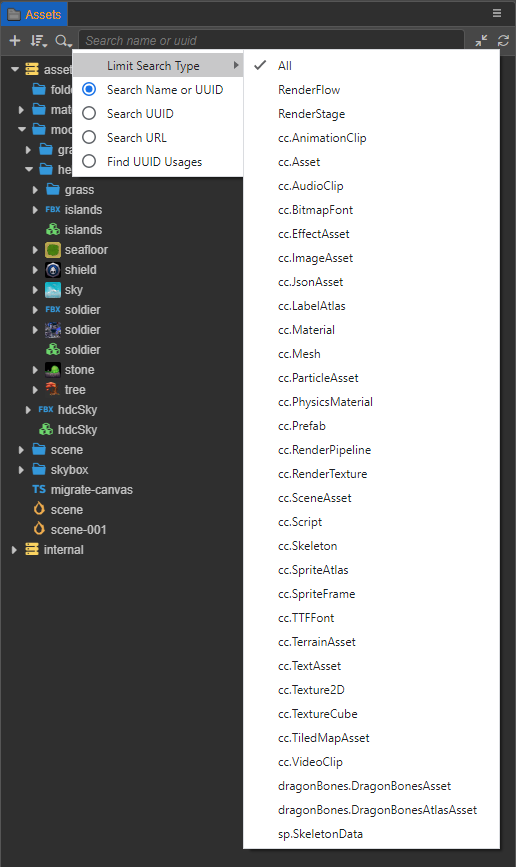 Assets
Search name or uuid
asset
folde
mate
mod
gra
he
grass
FBX islands
islands
seafloor
shield
sky
FBX soldier
soldier
soldier
stone
tree
FBX hdcSky
hdcSky
scene
skybox
TS migrate-canvas
scene
scene-001
internal
Limit Search Type
Search Name or UUID
Search UUID
Search URL
Find UUID Usages
All
RenderFlow
RenderStage
cc.AnimationClip
cc.Asset
cc.AudioClip
cc.BitmapFont
cc.EffectAsset
cc.ImageAsset
cc.JsonAsset
cc.LabelAtlas
cc.Material
cc.Mesh
cc.ParticleAsset
cc.PhysicsMaterial
cc.Prefab
cc.RenderPipeline
cc.RenderTexture
cc.SceneAsset
cc.Script
cc.Skeleton
cc.SpriteAtlas
cc.SpriteFrame
cc.TTFFont
cc.TerrainAsset
cc.TextAsset
cc.Texture2D
cc.TextureCube
cc.TiledMapAsset
cc.VideoClip
dragonBones.DragonBonesAsset
dragonBones.DragonBonesAtlasAsset
sp.SkeletonData